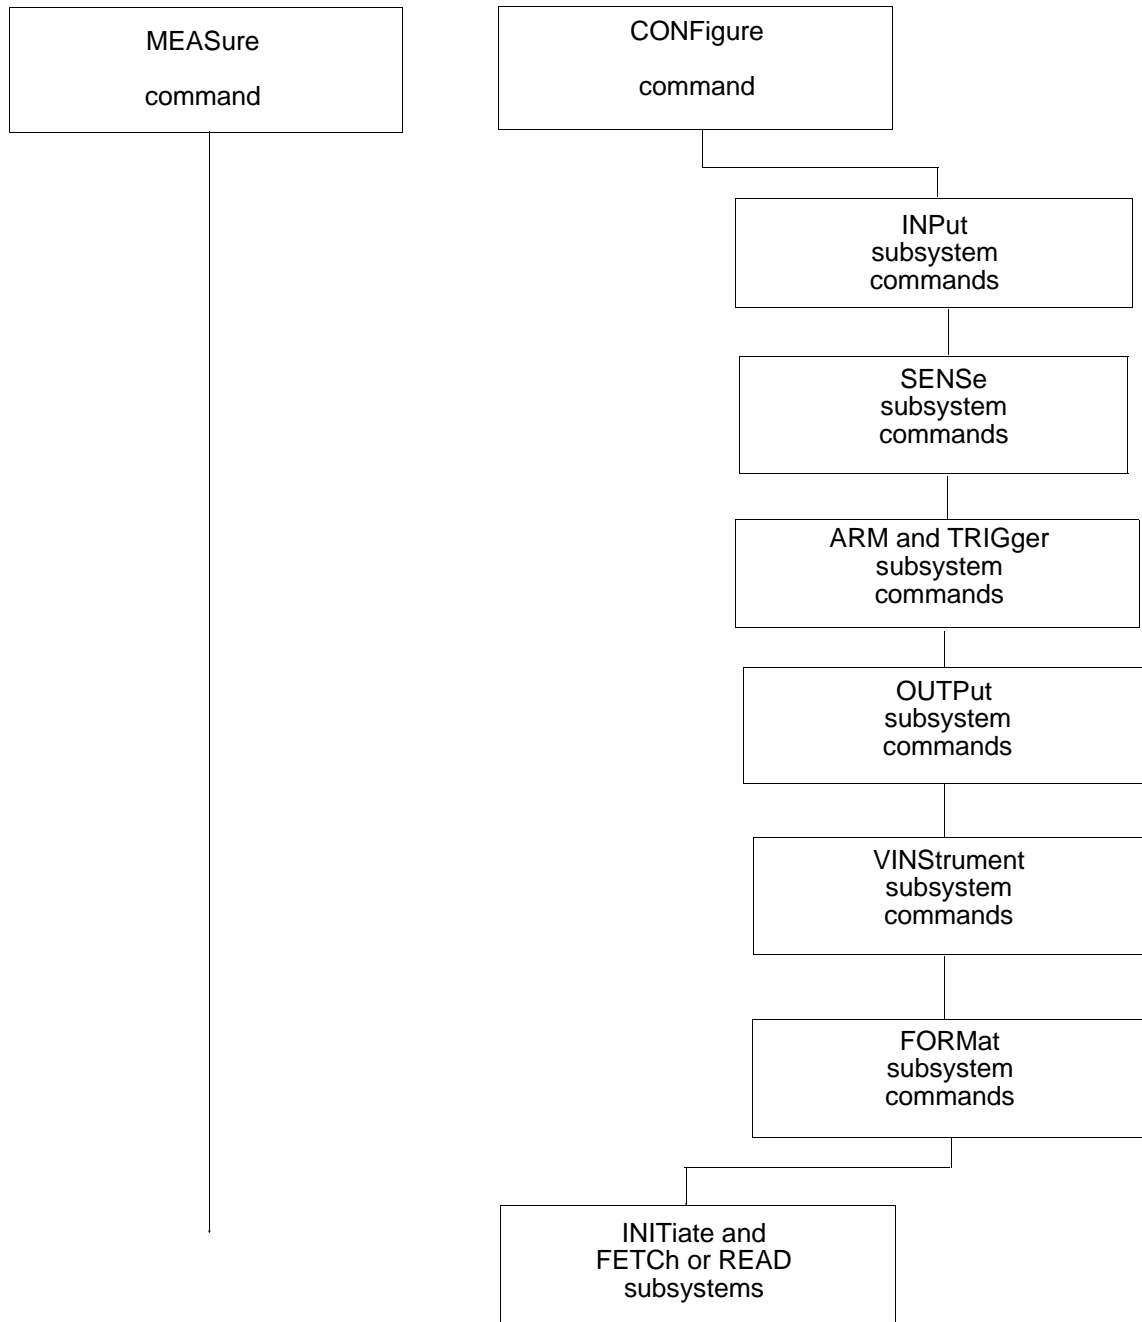 MEASure
command
CONFigure
command
INPut
subsystem
commands
SENSe
subsystem
commands
ARM and TRIGger
subsystem
commands
OUTPut
subsystem
commands
VINStrument
subsystem
commands
FORMat
subsystem
commands
INITiate and
FETCh or READ
subsystems